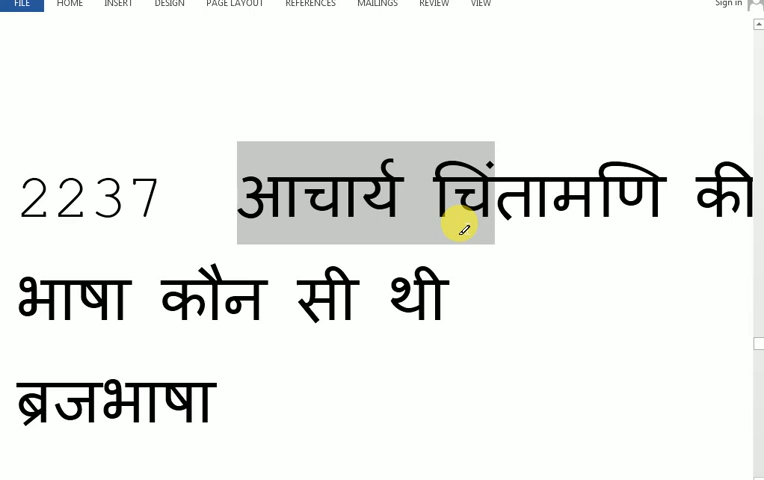 FILE HOME INSERT DESIGN PAGE LAYOUT REFERENCES MAILINGS REVIEW VIEW Sign in
2237 आचार्य चिंतामणि की
भाषा कौन सी थी
ब्रजभाषा